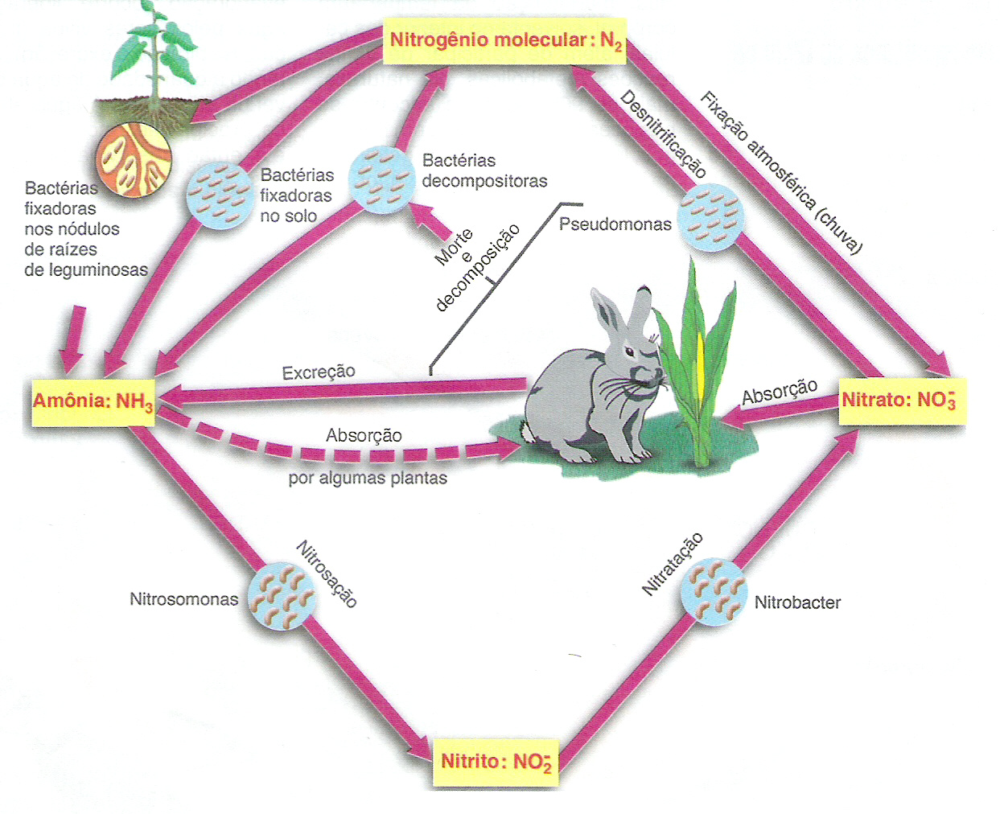 Nitrogênio molecular: N₂
Desnitrificação
Fixação atmosférica (chuva)
Bactérias
fixadoras
nos nódulos
de raízes
de leguminosas
Bactérias
fixadoras
no solo
Bactérias
decompositoras
Morte
e
decomposição
Pseudomonas
Excreção
Absorção
Amônia: NH₃
Nitrato: NO₃⁻
Absorção
por algumas plantas
Nitrosação
Nitrosomonas
Nitratação
Nitrobacter
Nitrito: NO₂⁻